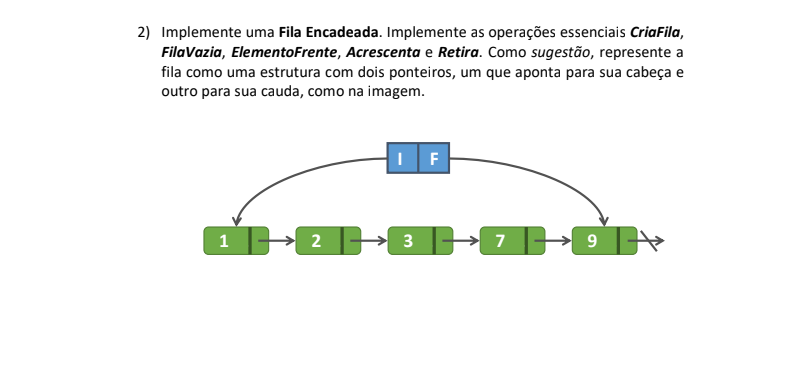 2) Implemente uma Fila Encadeada. Implemente as operações essenciais CriaFila,
FilaVazia, ElementoFrente, Acrescenta e Retira. Como sugestão, represente a
fila como uma estrutura com dois ponteiros, um que aponta para sua cabeça e
outro para sua cauda, como na imagem.
I F
1 2 3 7 9